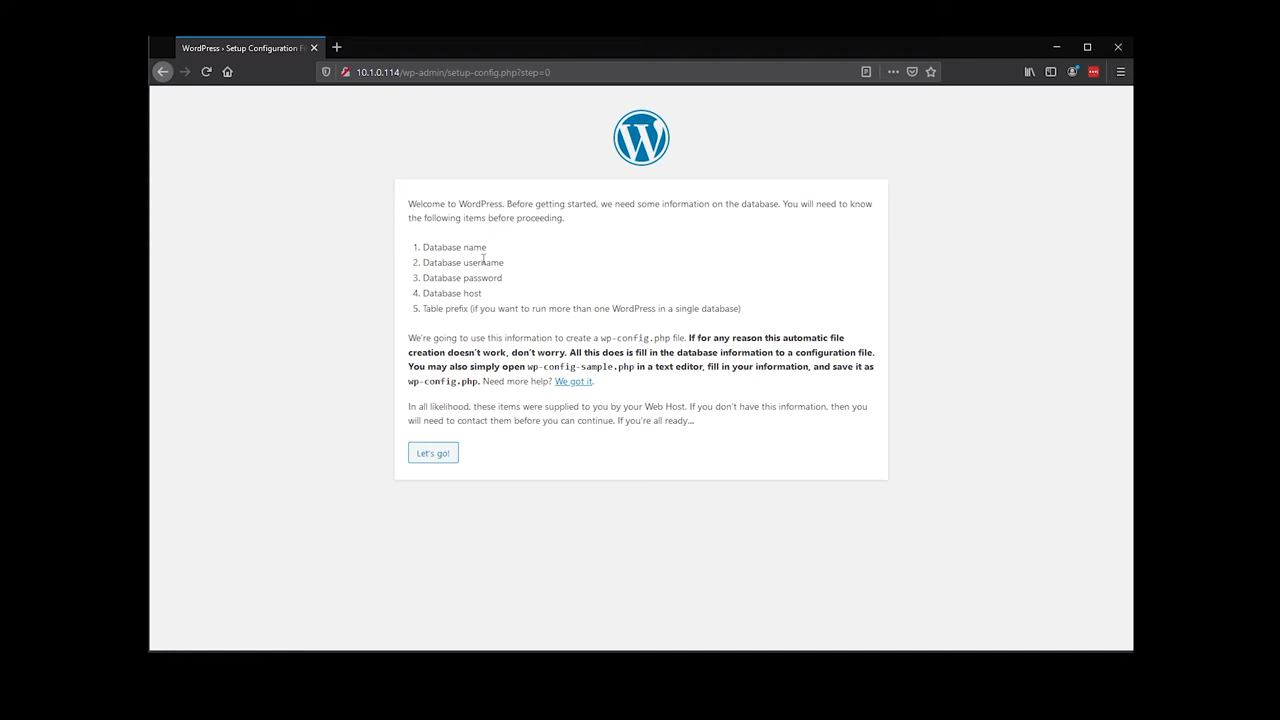 WordPress › Setup Configuration F
10.1.0.114/wp-admin/setup-config.php?step=0
Welcome to WordPress. Before getting started, we need some information on the database. You will need to know
the following items before proceeding.
1. Database name
2. Database username
3. Database password
4. Database host
5. Table prefix (if you want to run more than one WordPress in a single database)
We're going to use this information to create a wp-config.php file. If for any reason this automatic file
creation doesn't work, don't worry. All this does is fill in the database information to a configuration file.
You may also simply open wp-config-sample.php in a text editor, fill in your information, and save it as
wp-config.php. Need more help? We got it.
In all likelihood, these items were supplied to you by your Web Host. If you don't have this information, then you
will need to contact them before you can continue. If you're all ready...
Let's go!